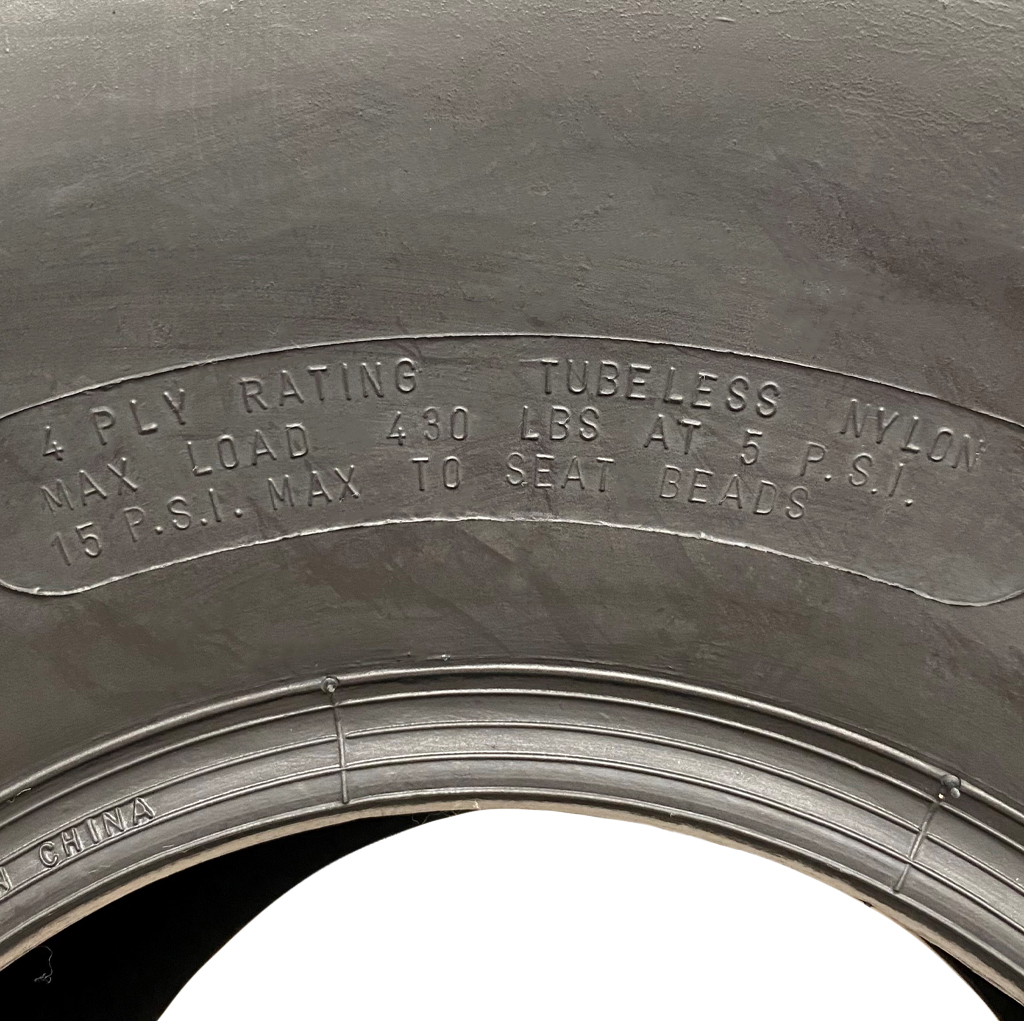 4 PLY RATING TUBELESS NYLON
MAX LOAD 430 LBS AT 5 P.S.I.
15 P.S.I. MAX TO SEAT BEADS
CHINA